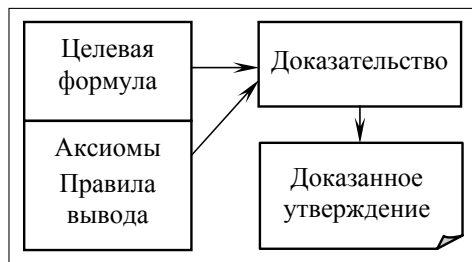 Целевая
формула
Аксиомы
Правила
вывода
Доказательство
Доказанное
утверждение